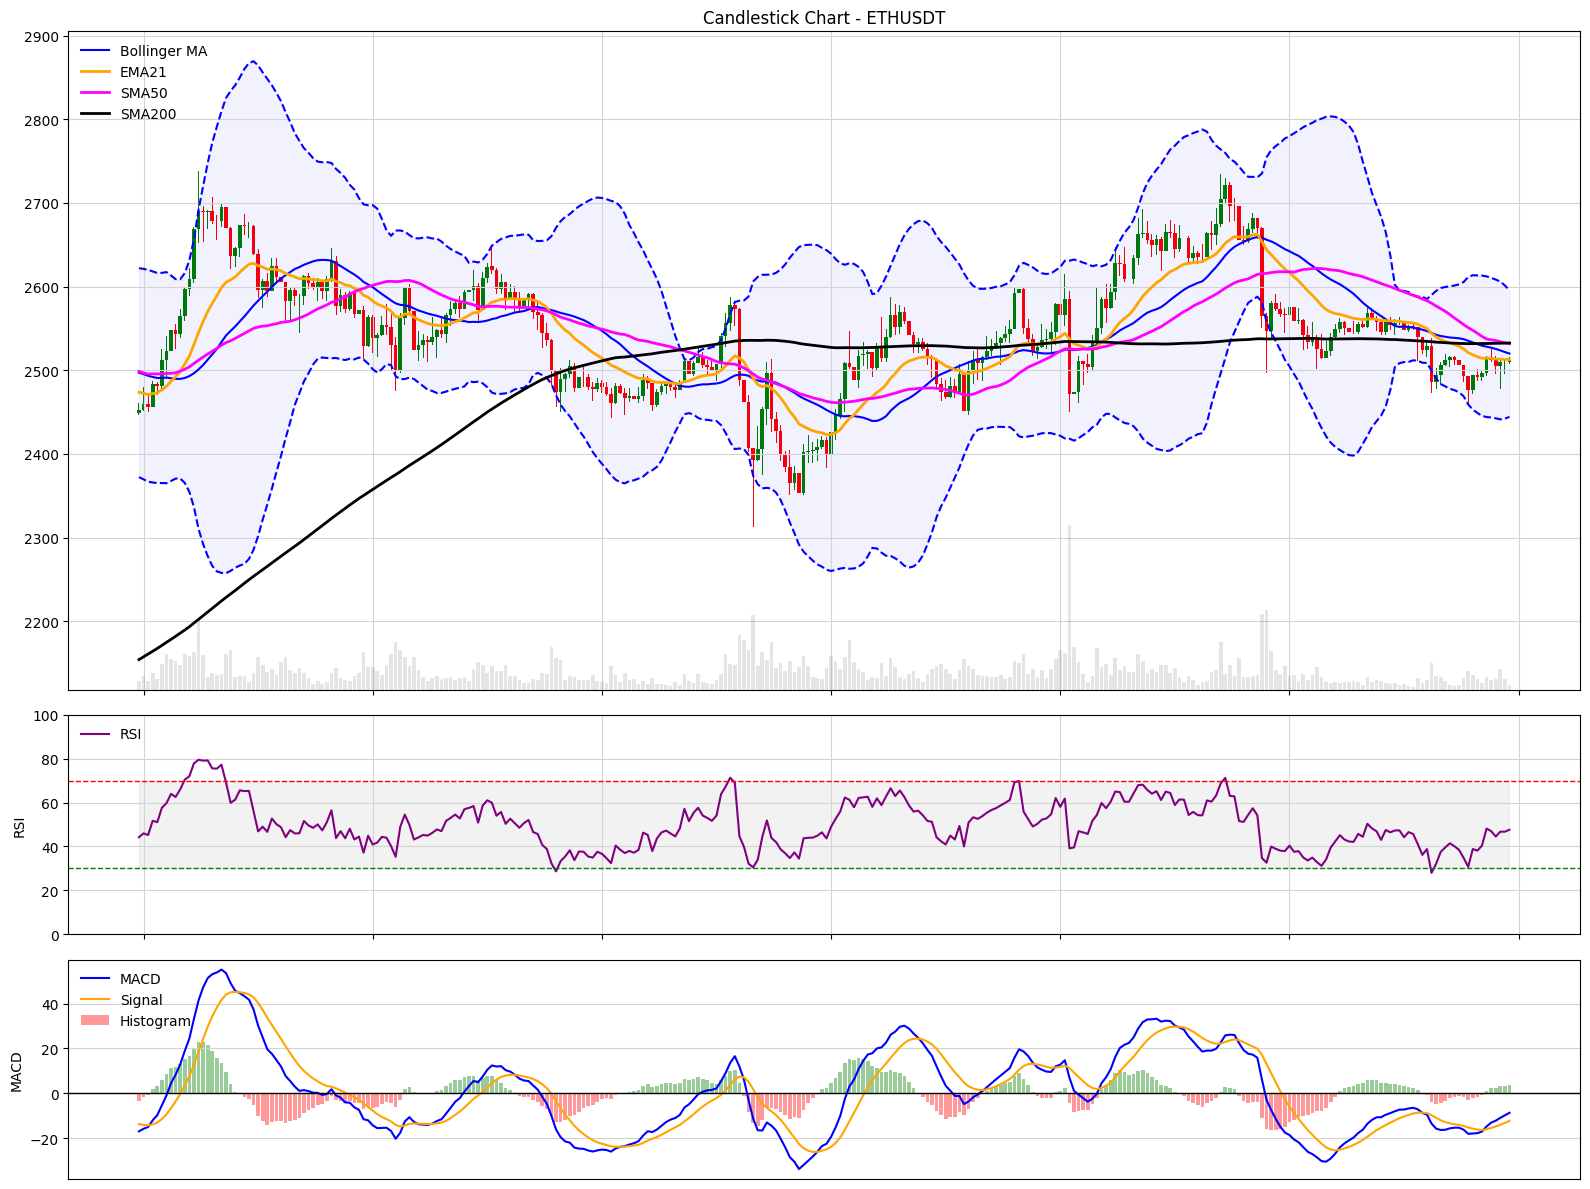 Candlestick Chart - ETHUSDT
2900
2800
2700
2600
2500
2400
2300
2200
Bollinger MA
EMA21
SMA50
SMA200
100
80
60
40
20
0
RSI
RSI
40
20
0
−20
MACD
MACD
Signal
Histogram